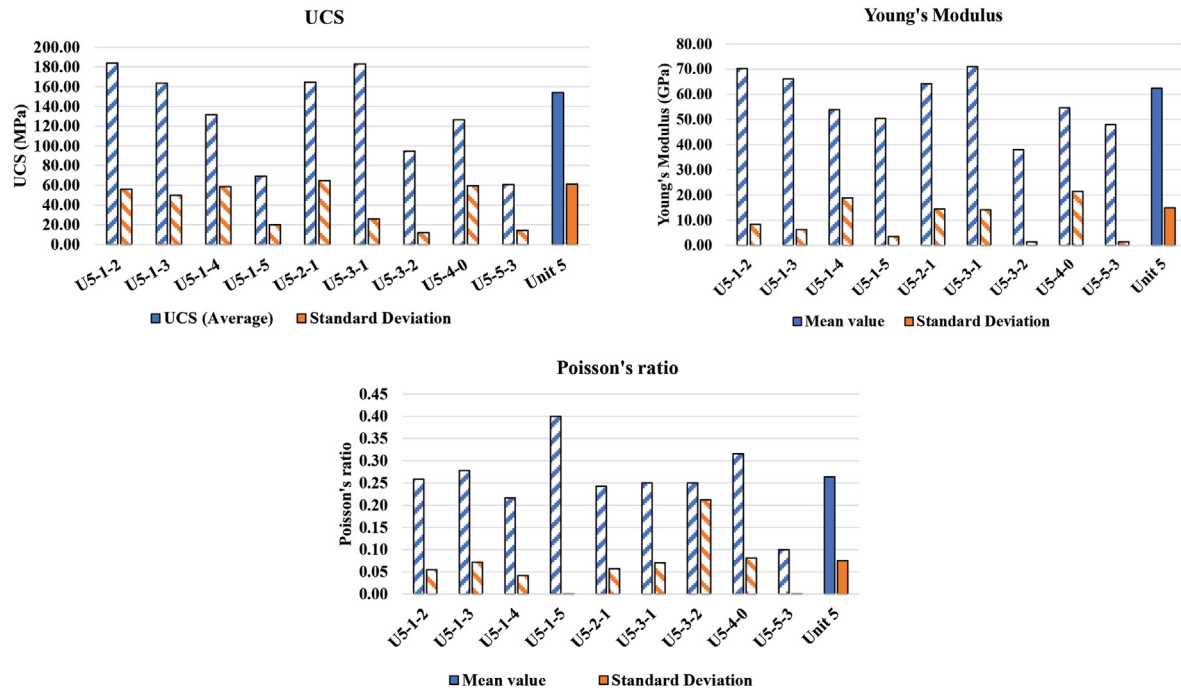 UCS
UCS (MPa)
200.00
180.00
160.00
140.00
120.00
100.00
80.00
60.00
40.00
20.00
0.00
U5-1-2
U5-1-3
U5-1-4
U5-1-5
U5-2-1
U5-3-1
U5-3-2
U5-4-0
U5-5-3
Unit 5
UCS (Average) Standard Deviation
Young's Modulus
Young's Modulus (GPa)
80.00
70.00
60.00
50.00
40.00
30.00
20.00
10.00
0.00
U5-1-2
U5-1-3
U5-1-4
U5-1-5
U5-2-1
U5-3-1
U5-3-2
U5-4-0
U5-5-3
Unit 5
Mean value Standard Deviation
Poisson's ratio
Poisson's ratio
0.45
0.40
0.35
0.30
0.25
0.20
0.15
0.10
0.05
0.00
U5-1-2
U5-1-3
U5-1-4
U5-1-5
U5-2-1
U5-3-1
U5-3-2
U5-4-0
U5-5-3
Unit 5
Mean value Standard Deviation